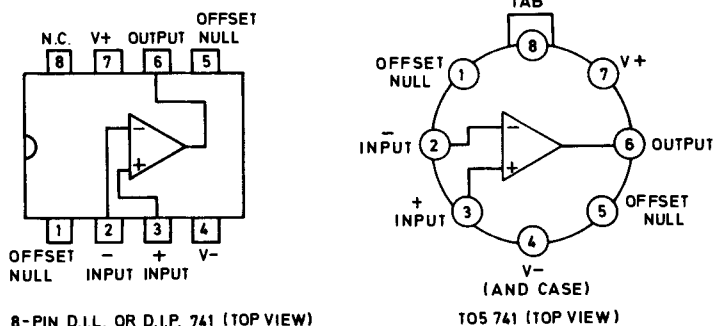 OFFSET
N.C. V+ OUTPUT NULL
8 7 6 5
-
+
1 2 3 4
OFFSET - + V-
NULL INPUT INPUT
8-PIN D.I.L. OR D.I.P. 741 (TOP VIEW)
TAB
8
OFFSET
NULL
1
7 V+
-
INPUT
2
-
+
6 OUTPUT
+
INPUT
3
5 OFFSET
NULL
4
V-
(AND CASE)
TO5 741 (TOP VIEW)